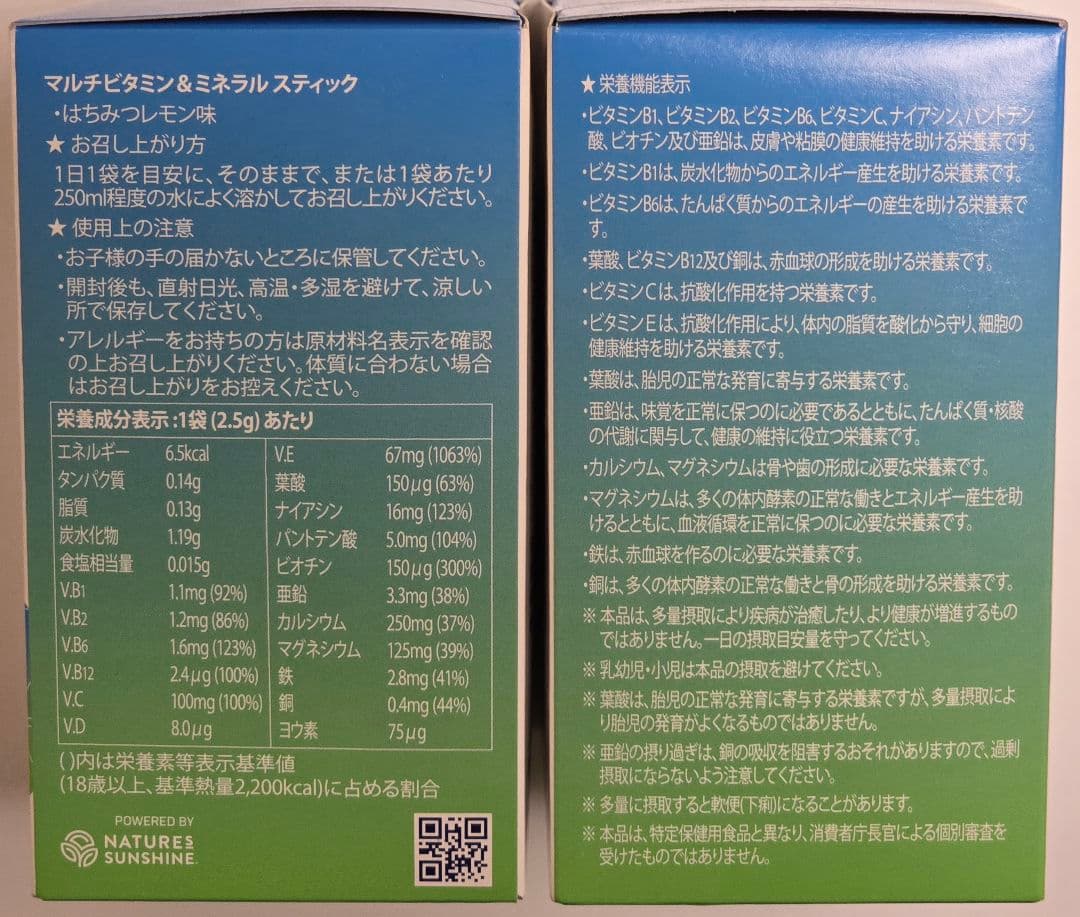 マルチビタミン&ミネラル スティック
・はちみつレモン味
★ お召し上がり方
1日1袋を目安に、そのままで、または1袋あたり
250ml程度の水によく溶かしてお召し上がりください。
★ 使用上の注意
・お子様の手の届かないところに保管してください。
・開封後も、直射日光、高温・多湿を避けて、涼しい
所で保存してください。
・アレルギーをお持ちの方は原材料名表示を確認
の上お召し上がりください。体質に合わない場合
はお召し上がりをお控えください。
栄養成分表示:1袋(2.5g)あたり
エネルギー 6.5kcal
タンパク質 0.14g
脂質 0.13g
炭水化物 1.19g
食塩相当量 0.015g
V.B1 1.1mg(92%)
V.B2 1.2mg(86%)
V.B6 1.6mg(123%)
V.B12 2.4μg(100%)
V.C 100mg(100%)
V.D 8.0μg
V.E 67mg(1063%)
葉酸 150μg(63%)
ナイアシン 16mg(123%)
パントテン酸 5.0mg(104%)
ビオチン 150μg(300%)
亜鉛 3.3mg(38%)
カルシウム 250mg(37%)
マグネシウム 125mg(39%)
鉄 2.8mg(41%)
銅 0.4mg(44%)
ヨウ素 75μg
( )内は栄養素等表示基準値
(18歳以上、基準熱量2,200kcal)に占める割合
POWERED BY
NATURES
SUNSHINE
★ 栄養機能表示
・ビタミンB1、ビタミンB2、ビタミンB6、ビタミンC、ナイアシン、パントテン
酸、ビオチン及び亜鉛は、皮膚や粘膜の健康維持を助ける栄養素です。
・ビタミンB1は、炭水化物からのエネルギー産生を助ける栄養素です。
・ビタミンB6は、たんぱく質からのエネルギーの産生を助ける栄養素で
す。
・葉酸、ビタミンB12及び銅は、赤血球の形成を助ける栄養素です。
・ビタミンCは、抗酸化作用を持つ栄養素です。
・ビタミンEは、抗酸化作用により、体内の脂質を酸化から守り、細胞の
健康維持を助ける栄養素です。
・葉酸は、胎児の正常な発育に寄与する栄養素です。
・亜鉛は、味覚を正常に保つのに必要であるとともに、たんぱく質・核酸
の代謝に関与して、健康の維持に役立つ栄養素です。
・カルシウム、マグネシウムは骨や歯の形成に必要な栄養素です。
・マグネシウムは、多くの体内酵素の正常な働きとエネルギー産生を助
けるとともに、血液循環を正常に保つのに必要な栄養素です。
・鉄は、赤血球を作るのに必要な栄養素です。
・銅は、多くの体内酵素の正常な働きと骨の形成を助ける栄養素です。
※ 本品は、多量摂取により疾病が治癒したり、より健康が増進するもの
ではありません。一日の摂取目安量を守ってください。
※ 乳幼児・小児は本品の摂取を避けてください。
※ 葉酸は、胎児の正常な発育に寄与する栄養素ですが、多量摂取によ
り胎児の発育がよくなるものではありません。
※ 亜鉛の摂り過ぎは、銅の吸収を阻害するおそれがありますので、過剰
摂取にならないよう注意してください。
※ 多量に摂取すると軟便(下痢)になることがあります。
※ 本品は、特定保健用食品と異なり、消費者庁長官による個別審査を
受けたものではありません。